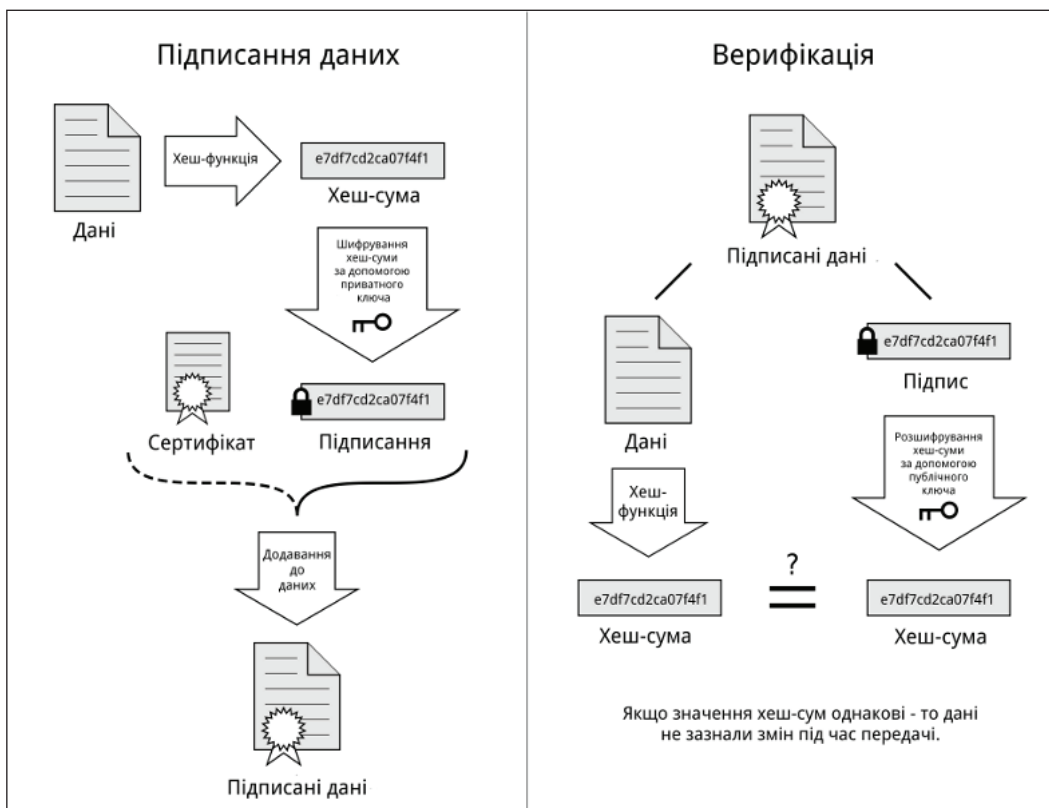 Підписання даних
Хеш-функція
e7df7cd2ca07f4f1
Хеш-сума
Дані
Шифрування
хеш-суми
за допомогою
приватного
ключа
e7df7cd2ca07f4f1
Сертифікат
Підписання
Додавання
до
даних
Підписані дані
Верифікація
Підписані дані
e7df7cd2ca07f4f1
Підпис
Дані
Розшифрування
хеш-суми
за допомогою
публічного
ключа
Хеш-
функція
?
e7df7cd2ca07f4f1
=
e7df7cd2ca07f4f1
Хеш-сума
Хеш-сума
Якщо значення хеш-сум однакові - то дані
не зазнали змін під час передачі.